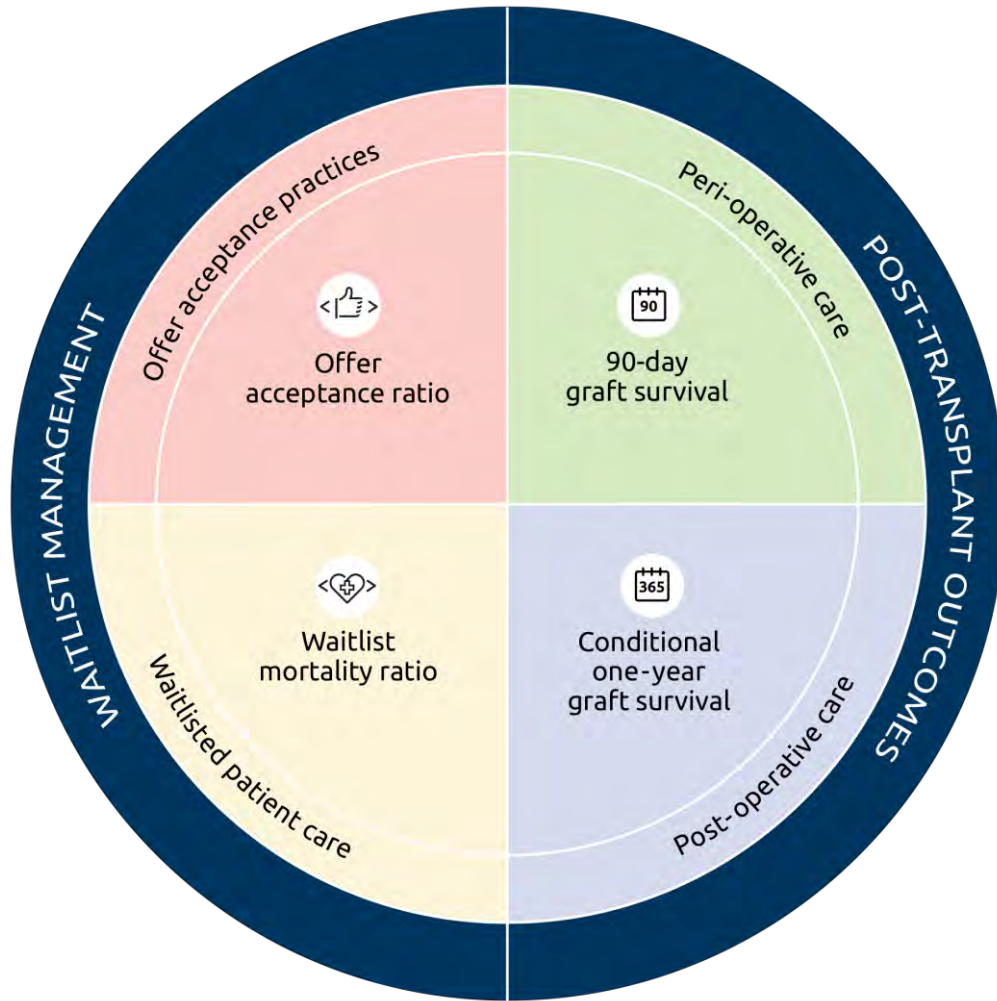 WAITLIST MANAGEMENT
POST-TRANSPLANT OUTCOMES
Offer acceptance practices
Offer
acceptance ratio
Peri-operative care
90
90-day
graft survival
Waitlisted patient care
Waitlist
mortality ratio
Post-operative care
365
Conditional
one-year
graft survival